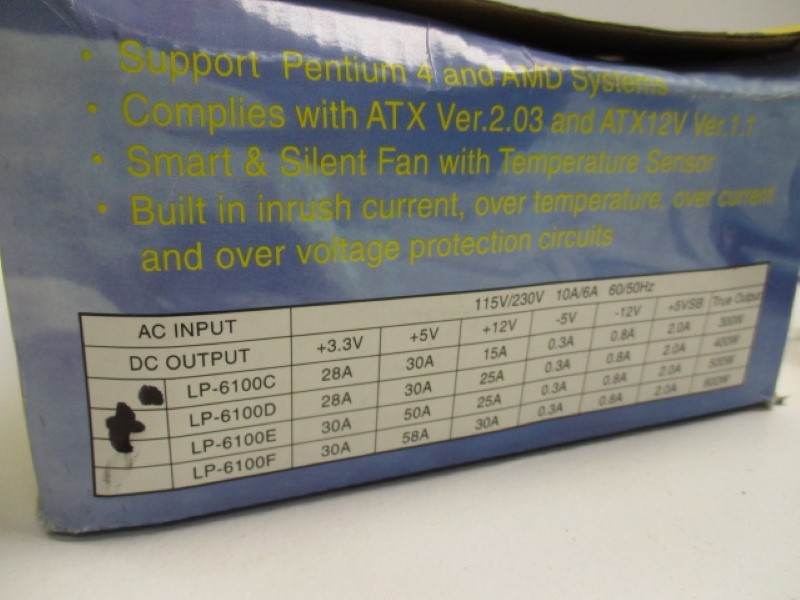 • Support Pentium 4 and AMD Systems
• Complies with ATX Ver.2.03 and ATX12V Ver.1.1
• Smart & Silent Fan with Temperature Sensor
• Built in inrush current, over temperature, over current
and over voltage protection circuits
AC INPUT 115V/230V 10A/6A 60/50Hz
DC OUTPUT +3.3V +5V +12V -5V -12V +5VSB True Output
LP-6100C 28A 30A 15A 0.3A 0.8A 2.0A 300W
LP-6100D 28A 30A 25A 0.3A 0.8A 2.0A 400W
LP-6100E 30A 50A 25A 0.3A 0.8A 2.0A 500W
LP-6100F 30A 58A 30A 0.3A 0.8A 2.0A 600W